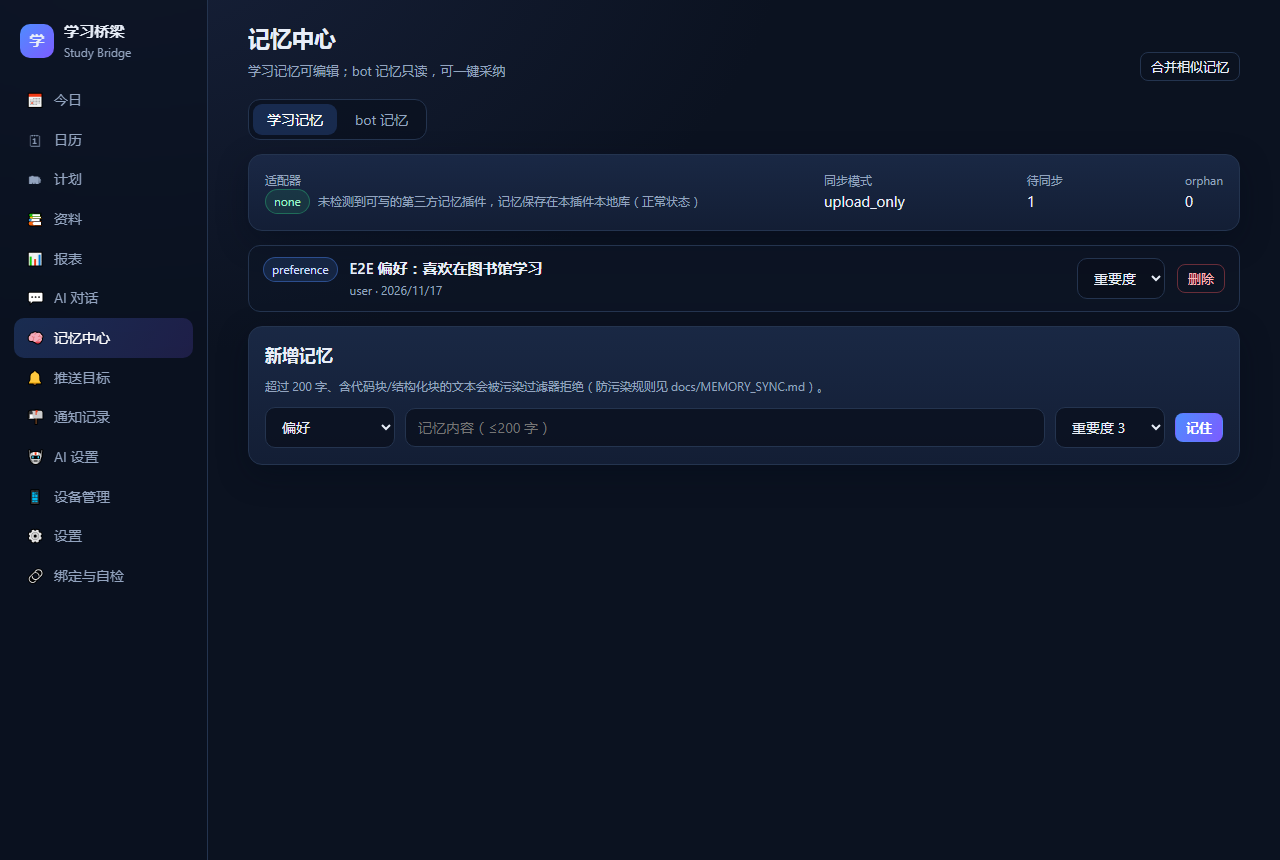 学
学习桥梁
Study Bridge
今日
日历
计划
资料
报表
AI 对话
记忆中心
推送目标
通知记录
AI 设置
设备管理
设置
绑定与自检
记忆中心
学习记忆可编辑；bot 记忆只读，可一键采纳
合并相似记忆
学习记忆
bot 记忆
适配器
none 未检测到可写的第三方记忆插件，记忆保存在本插件本地库（正常状态）
同步模式
upload_only
待同步
1
orphan
0
preference
E2E 偏好：喜欢在图书馆学习
user · 2026/11/17
重要度
删除
新增记忆
超过 200 字、含代码块/结构化块的文本会被污染过滤器拒绝（防污染规则见 docs/MEMORY_SYNC.md）。
偏好
记忆内容（≤200 字）
重要度 3
记住